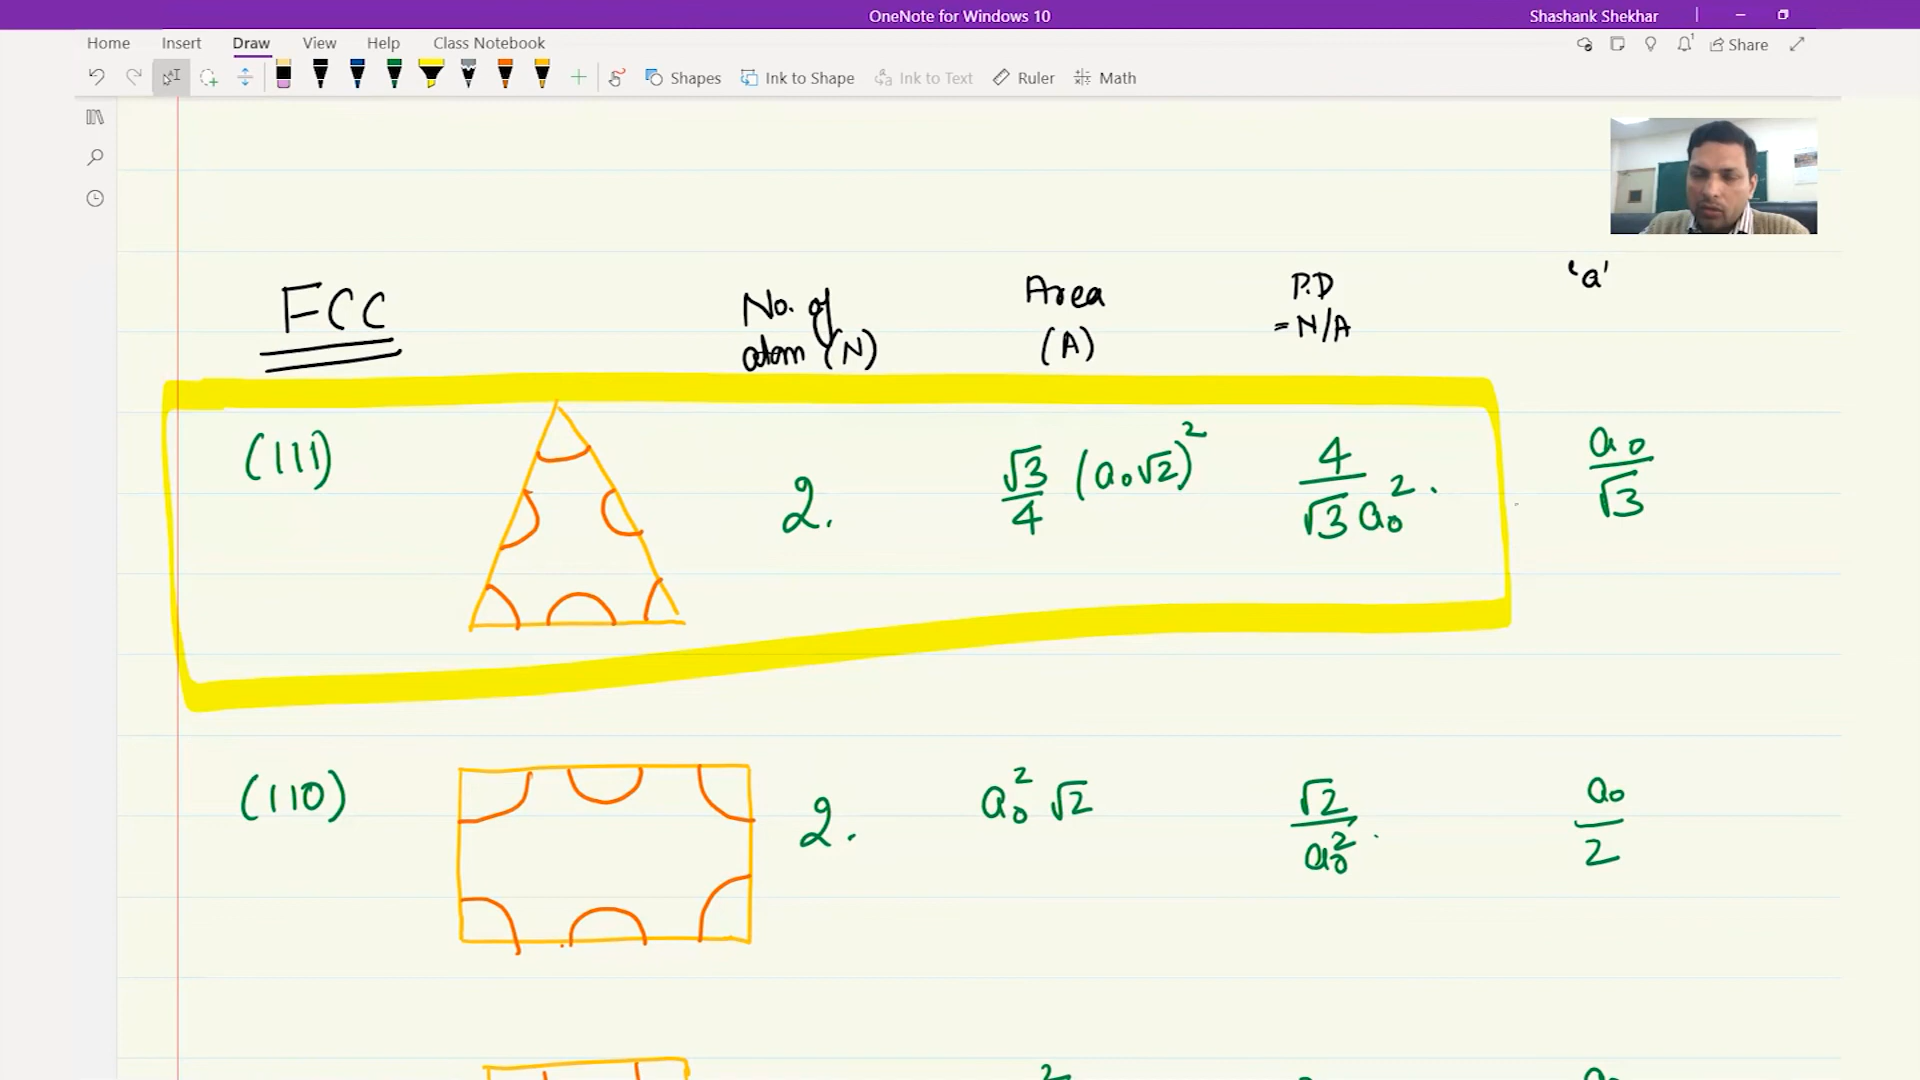 OneNote for Windows 10
Shashank Shekhar
Home Insert Draw View Help Class Notebook
Share
Shapes Ink to Shape Ink to Text Ruler Math
FCC
No. of atom (N)
Area (A)
P.D = N/A
'a'
(111)
2.
√3/4 (a₀√2)²
4/√3a₀².
a₀/√3
(110)
2.
a₀²√2
√2/a₀².
a₀/2